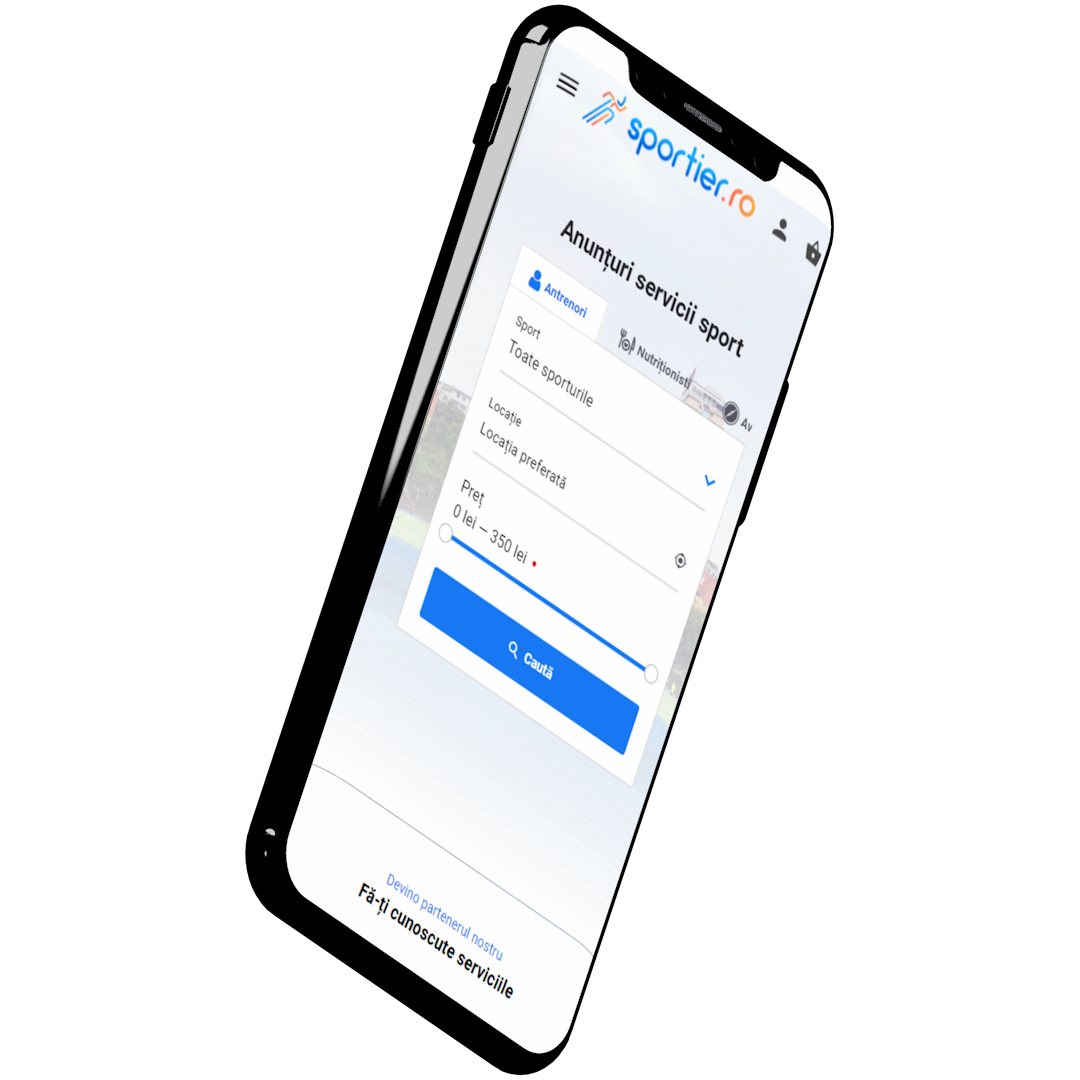 sportier.ro
Anunțuri servicii sport
Antrenori
Nutriționisti
Av
Sport
Toate sporturile
Locație
Locația preferată
Preț
0 lei – 350 lei
Caută
Devino partenerul nostru
Fă-ți cunoscute serviciile